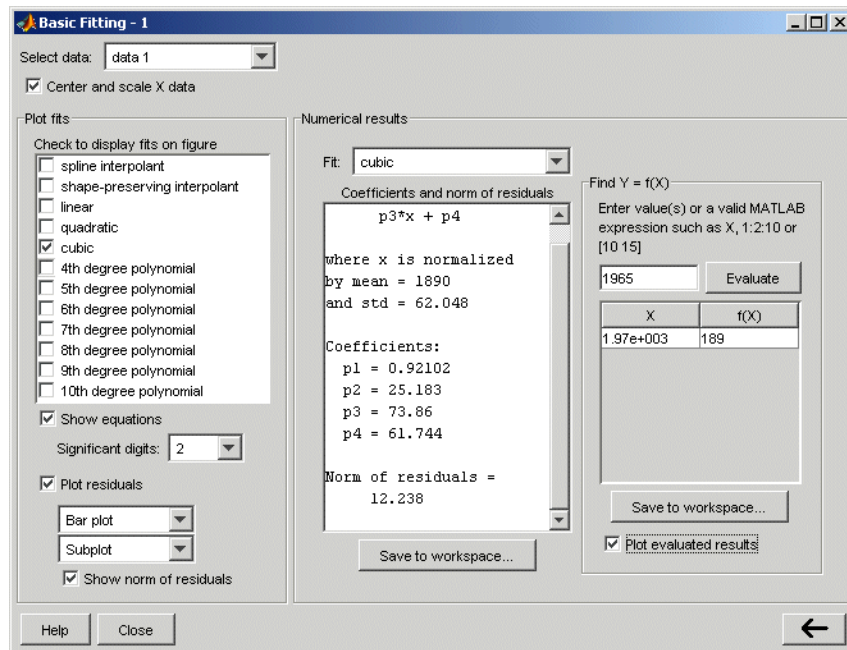 Basic Fitting - 1
Select data: data 1
Center and scale X data
Plot fits
Check to display fits on figure
spline interpolant
shape-preserving interpolant
linear
quadratic
cubic
4th degree polynomial
5th degree polynomial
6th degree polynomial
7th degree polynomial
8th degree polynomial
9th degree polynomial
10th degree polynomial
Show equations
Significant digits: 2
Plot residuals
Bar plot
Subplot
Show norm of residuals
Numerical results
Fit: cubic
Coefficients and norm of residuals
p3*x + p4
where x is normalized
by mean = 1890
and std = 62.048
Coefficients:
p1 = 0.92102
p2 = 25.183
p3 = 73.86
p4 = 61.744
Norm of residuals =
12.238
Save to workspace...
Find Y = f(X)
Enter value(s) or a valid MATLAB
expression such as X, 1:2:10 or
[10 15]
1965 Evaluate
X f(X)
1.97e+003 189
Save to workspace...
Plot evaluated results
Help Close